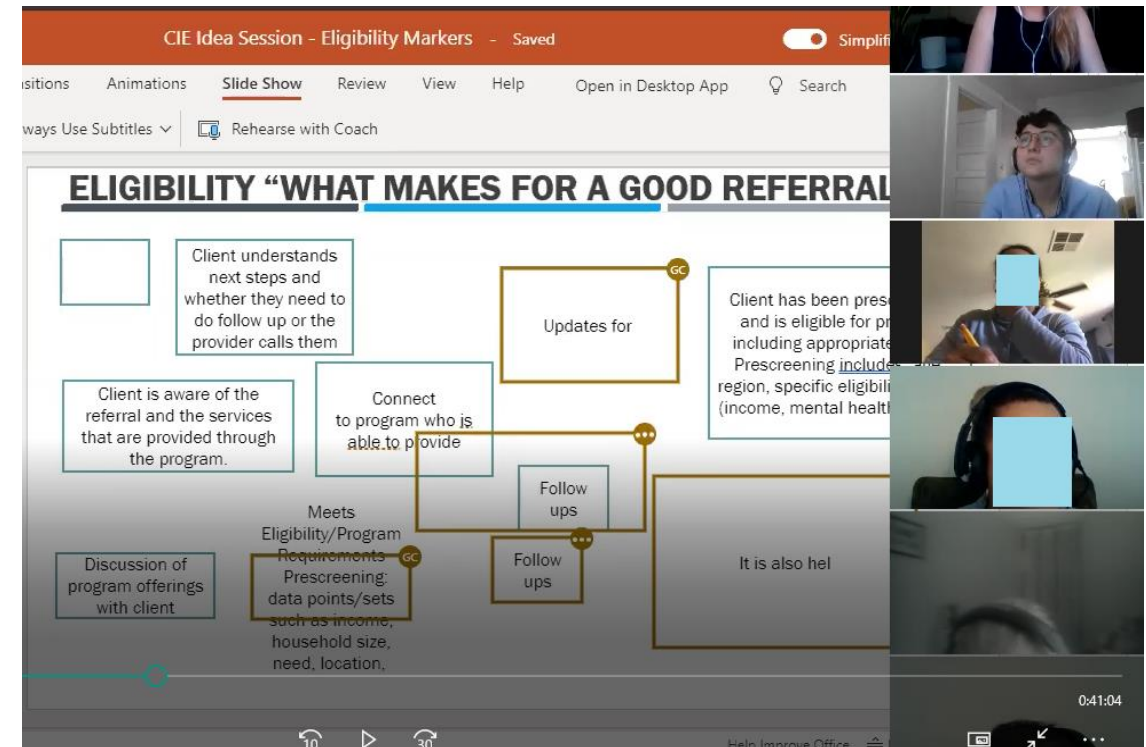 CIE Idea Session - Eligibility Markers - Saved
Simplifi
sitions Animations Slide Show Review View Help Open in Desktop App Search
ways Use Subtitles Rehearse with Coach
ELIGIBILITY “WHAT MAKES FOR A GOOD REFERRAL
Client understands
next steps and
whether they need to
do follow up or the
provider calls them
GC
Updates for
Client has been pres
and is eligible for pr
including appropriate
Prescreening includes
region, specific eligibili
(income, mental healt
Client is aware of the
referral and the services
that are provided through
the program.
Connect
to program who is
able to provide
Follow
ups
Meets
Eligibility/Program
Requirements
Prescreening:
data points/sets
such as income,
household size,
need, location,
GC
Follow
ups
It is also hel
Discussion of
program offerings
with client
0:41:04
10
30
Help Improve Office